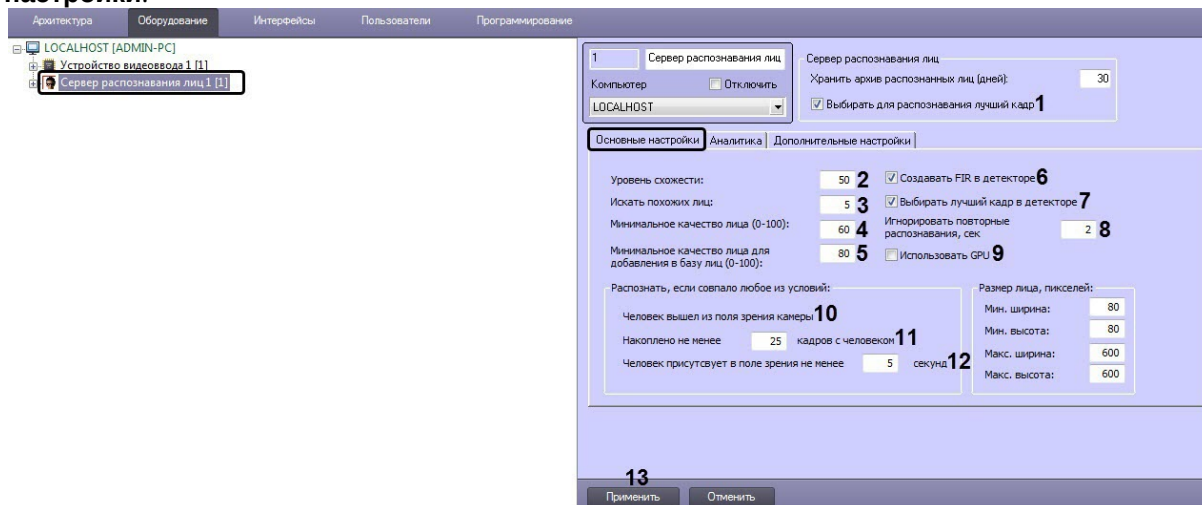 настройки.
Архитектура Оборудование Интерфейсы Пользователи Программирование
LOCALHOST [ADMIN-PC]
Устройство видеоввода 1 [1]
Сервер распознавания лиц 1 [1]
1 Сервер распознавания лиц
Компьютер Отключить
LOCALHOST
Сервер распознавания лиц
Хранить архив распознанных лиц (дней): 30
Выбирать для распознавания лучший кадр 1
Основные настройки Аналитика Дополнительные настройки
Уровень схожести: 50 2
Создавать FIR в детекторе 6
Искать похожих лиц: 5 3
Выбирать лучший кадр в детекторе 7
Минимальное качество лица (0-100): 60 4
Игнорировать повторные
распознавания, сек 2 8
Минимальное качество лица для
добавления в базу лиц (0-100): 80 5
Использовать GPU 9
Распознать, если совпало любое из условий:
Человек вышел из поля зрения камеры 10
Накоплено не менее 25 кадров с человеком 11
Человек присутсвует в поле зрения не менее 5 секунд 12
Размер лица, пикселей:
Мин. ширина: 80
Мин. высота: 80
Макс. ширина: 600
Макс. высота: 600
13
Применить Отменить